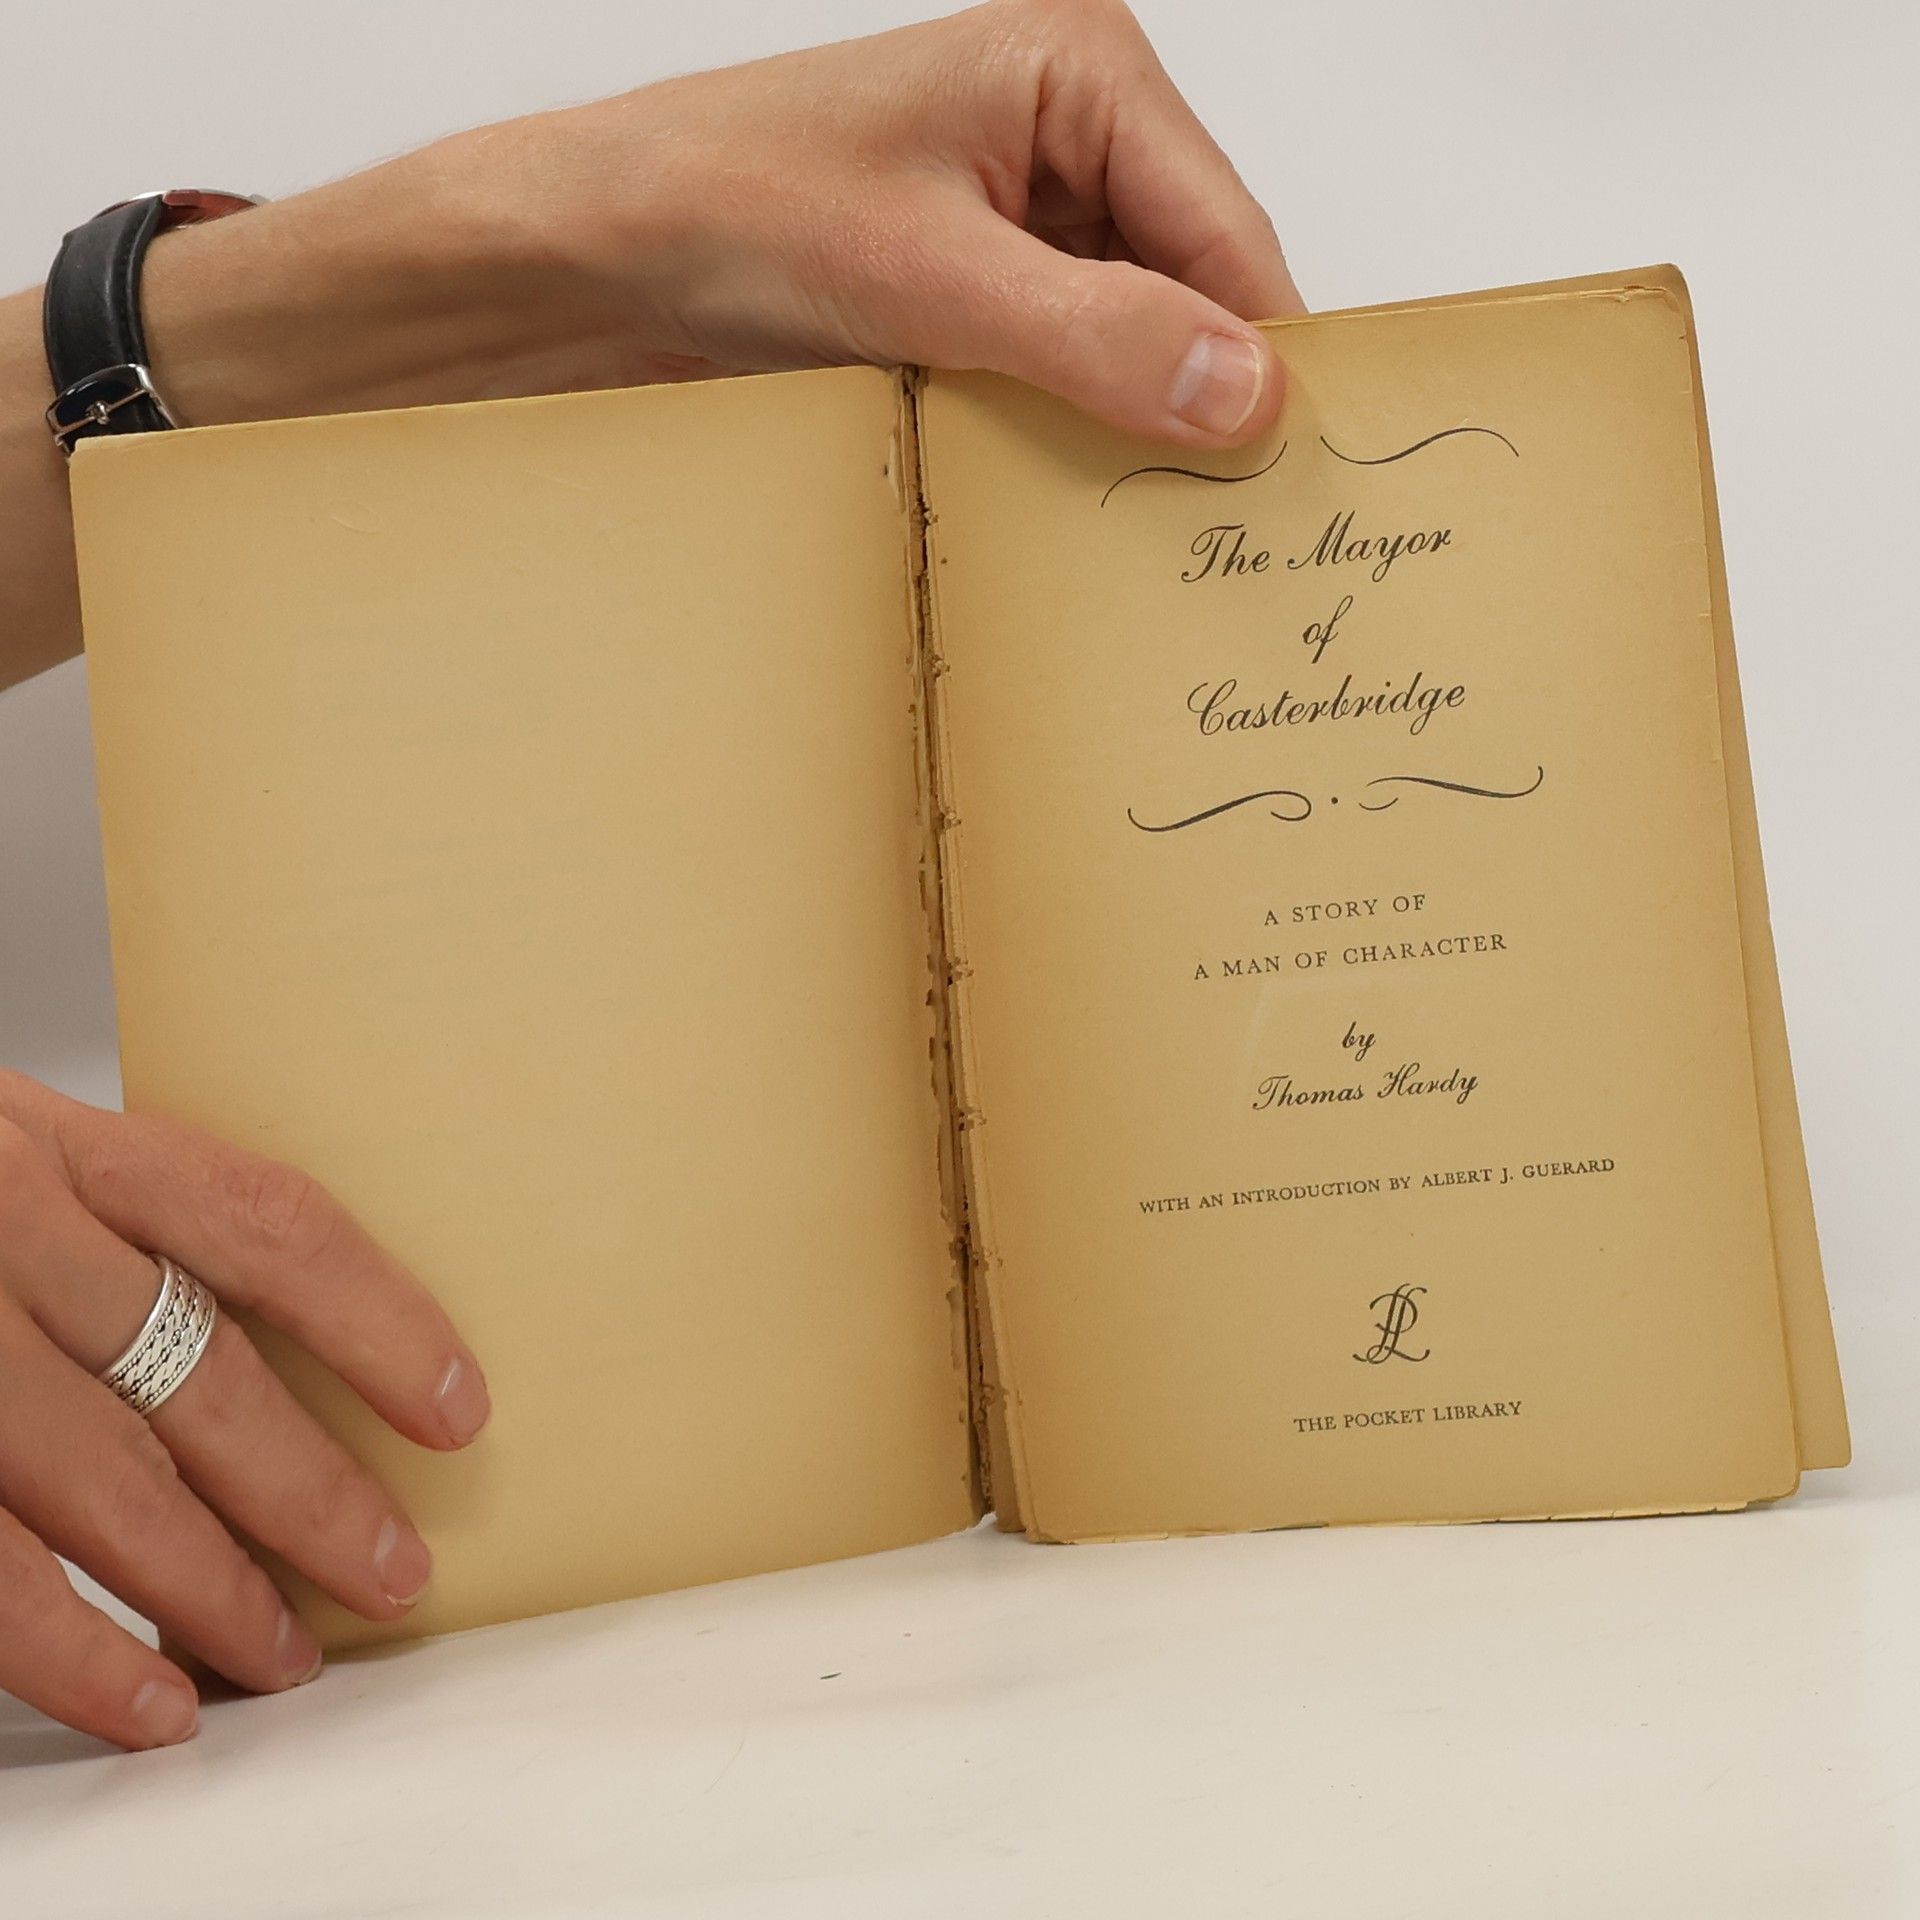 The Mayor
of
Casterbridge
A STORY OF
A MAN OF CHARACTER
by
Thomas Hardy
WITH AN INTRODUCTION BY ALBERT J. GUERARD
PL
THE POCKET LIBRARY